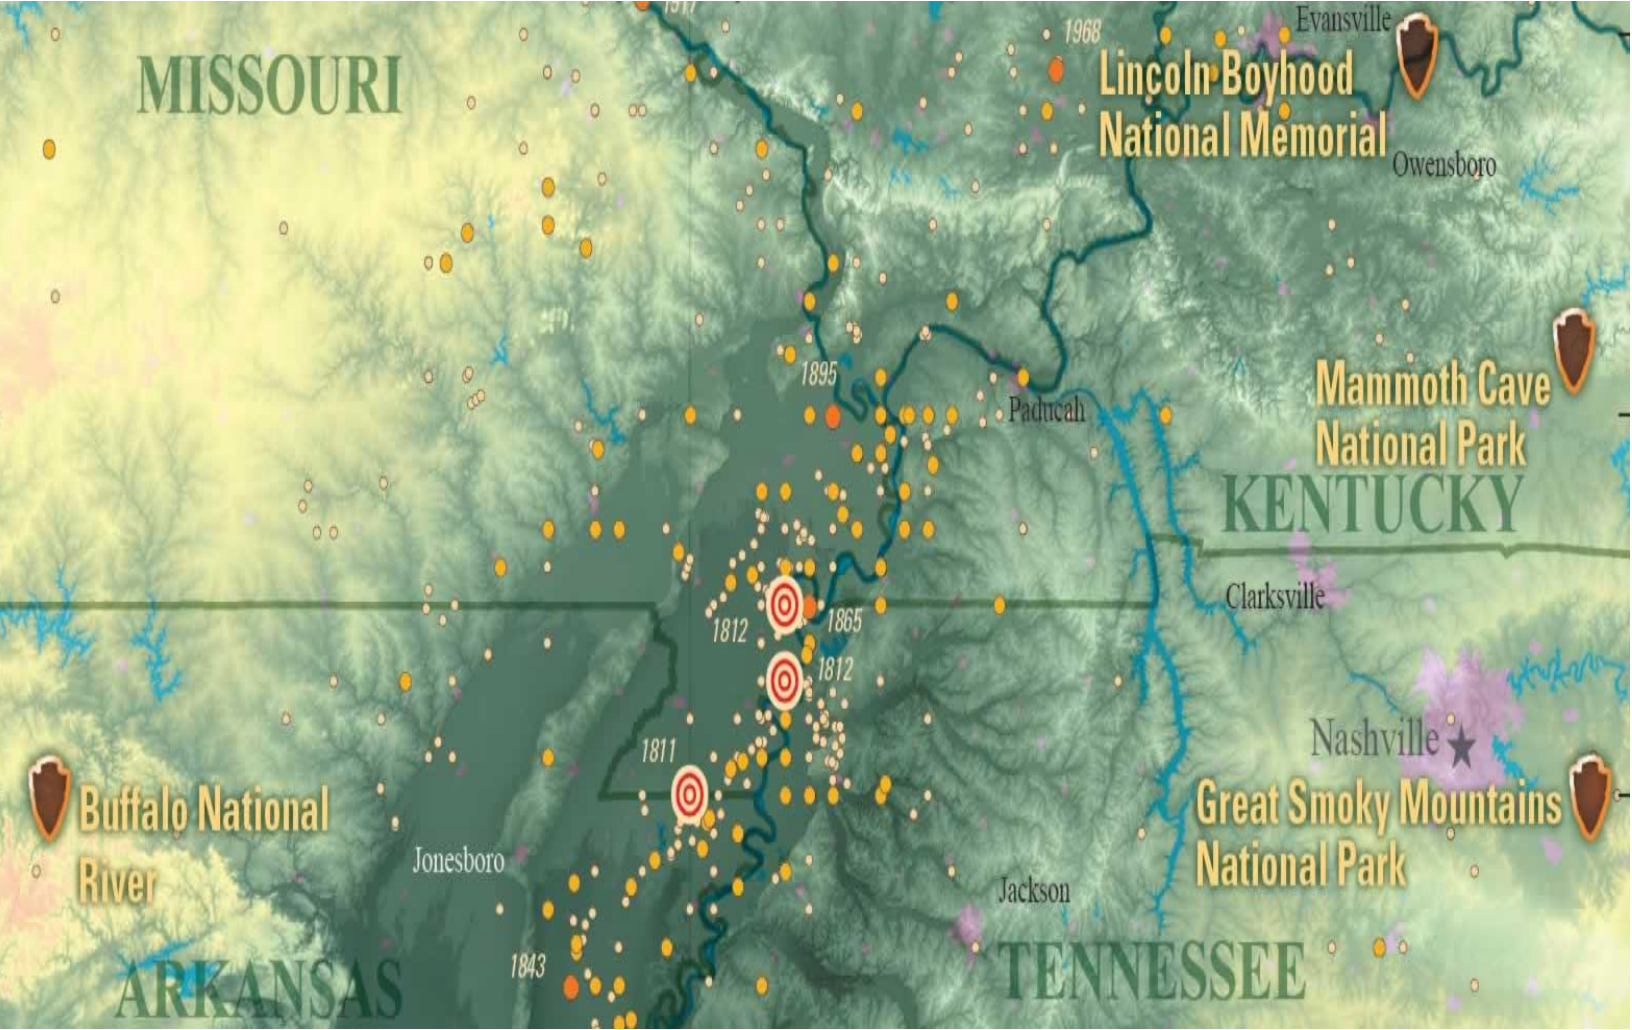 1917
Evansville
1968
MISSOURI
Lincoln Boyhood
National Memorial
Owensboro
1895
Mammoth Cave
National Park
Paducah
KENTUCKY
Clarksville
1812
1865
1812
1811
Nashville
Buffalo National
River
Great Smoky Mountains
National Park
Jonesboro
Jackson
1843
ARKANSAS
TENNESSEE